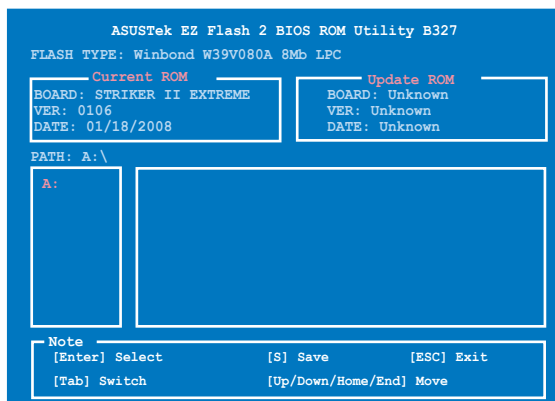 ASUSTek EZ Flash 2 BIOS ROM Utility B327
FLASH TYPE: Winbond W39V080A 8Mb LPC
Current ROM
BOARD: STRIKER II EXTREME
VER: 0106
DATE: 01/18/2008
Update ROM
BOARD: Unknown
VER: Unknown
DATE: Unknown
PATH: A:\
A:
Note
[Enter] Select [S] Save [ESC] Exit
[Tab] Switch [Up/Down/Home/End] Move